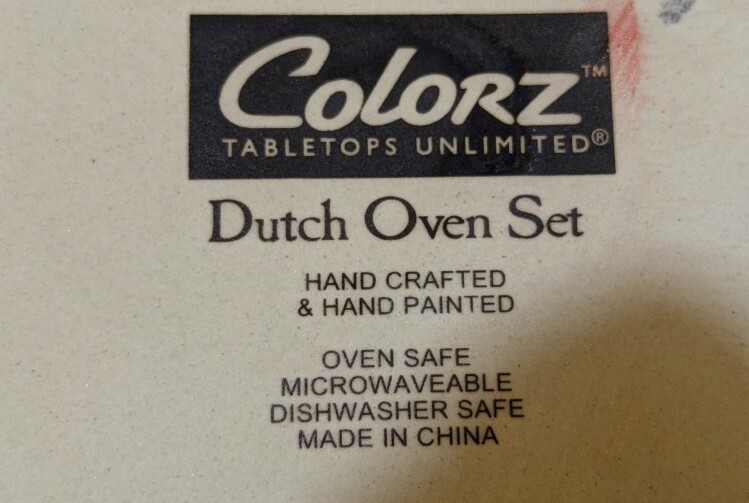 Colorz™
TABLETOPS UNLIMITED®
Dutch Oven Set
HAND CRAFTED
& HAND PAINTED
OVEN SAFE
MICROWAVEABLE
DISHWASHER SAFE
MADE IN CHINA